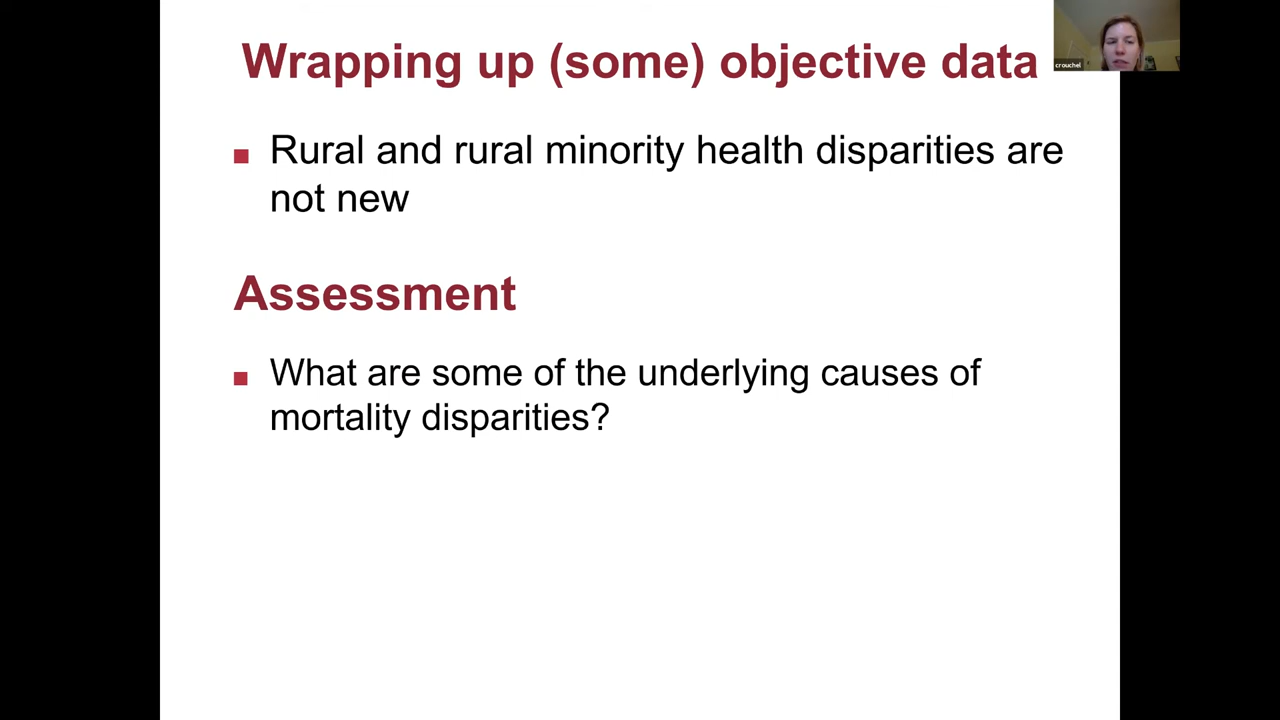 Wrapping up (some) objective data
crouchel
■ Rural and rural minority health disparities are
not new
Assessment
■ What are some of the underlying causes of
mortality disparities?